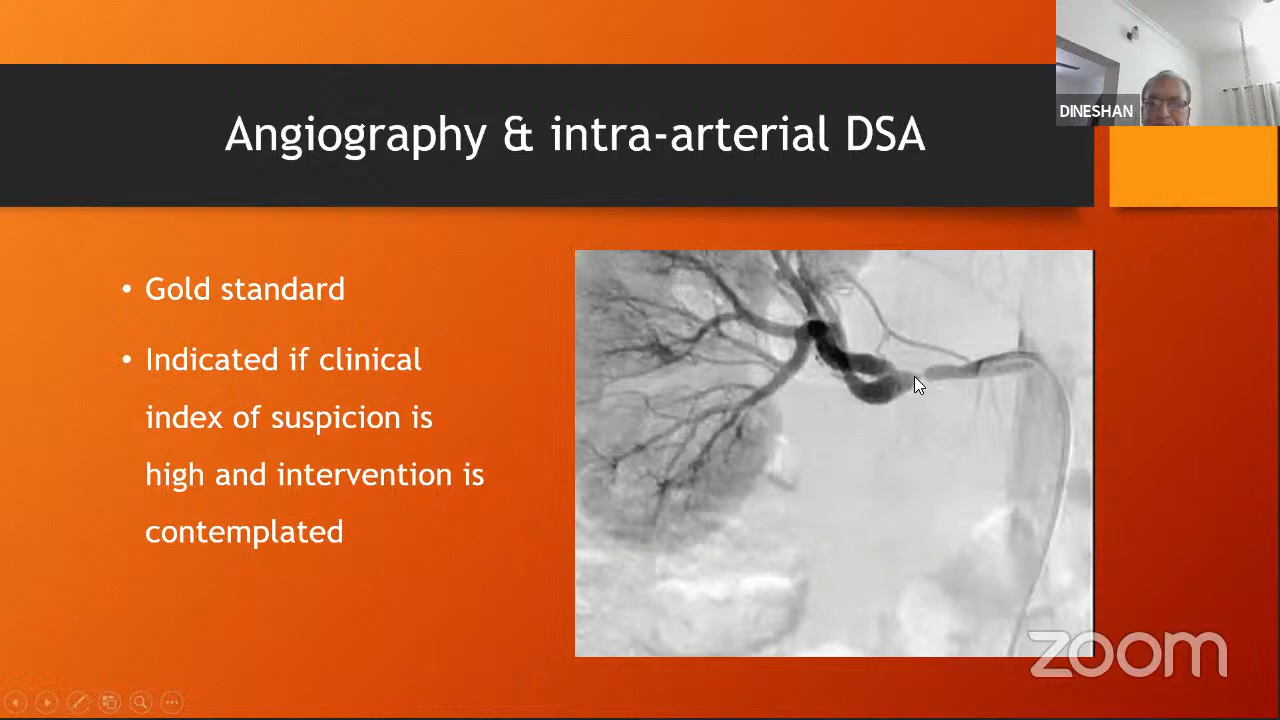 DINESHAN
Angiography & intra-arterial DSA
• Gold standard
• Indicated if clinical
index of suspicion is
high and intervention is
contemplated
zoom